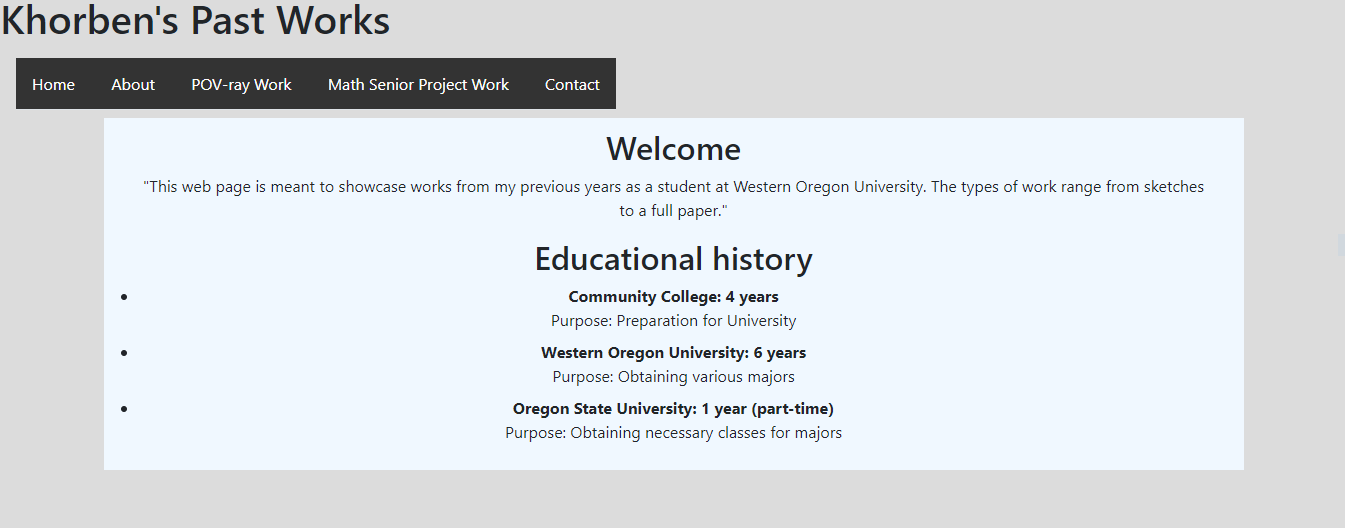 Khorben's Past Works
Home About POV-ray Work Math Senior Project Work Contact
Welcome
"This web page is meant to showcase works from my previous years as a student at Western Oregon University. The types of work range from sketches
to a full paper."
Educational history
Community College: 4 years
Purpose: Preparation for University
Western Oregon University: 6 years
Purpose: Obtaining various majors
Oregon State University: 1 year (part-time)
Purpose: Obtaining necessary classes for majors